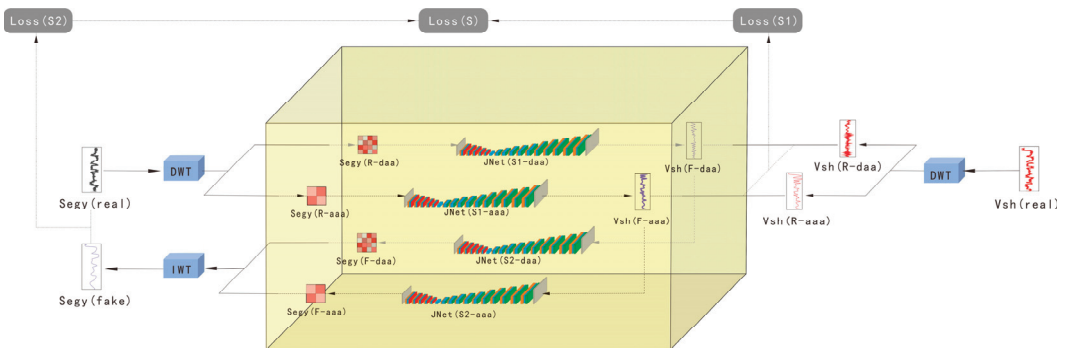 Loss(S2)
Loss(S)
Loss(S1)
Segy(real)
DWT
Segy(R-daa)
JNet(S1-daa)
Vsh(F-daa)
Vsh(R-daa)
DWT
Vsh(real)
Segy(R-aaa)
JNet(S1-aaa)
Vsh(F-aaa)
Vsh(R-aaa)
Segy(F-daa)
JNet(S2-daa)
IWT
Segy(fake)
Segy(F-aaa)
JNet(S2-aaa)